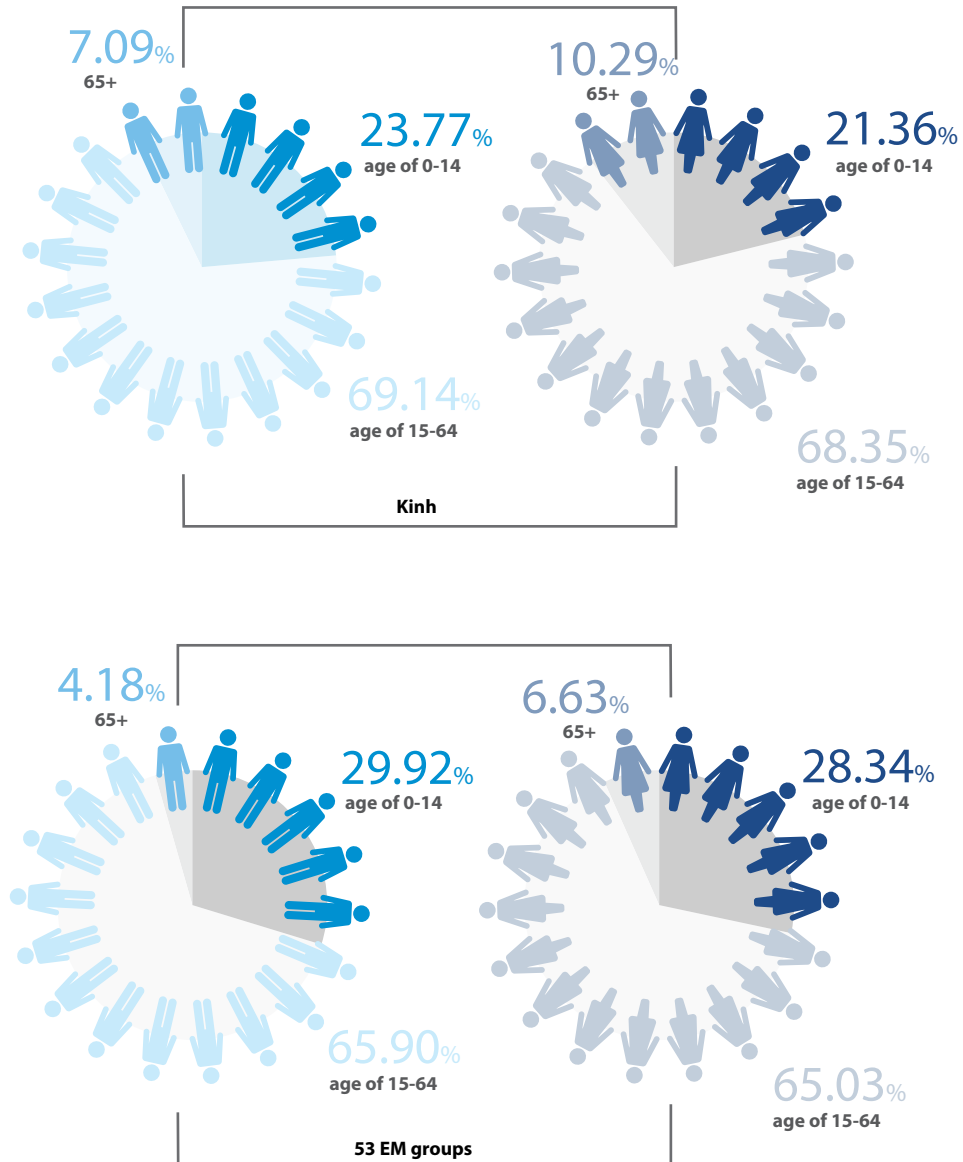 7.09%
65+
23.77%
age of 0-14
69.14%
age of 15-64
10.29%
65+
21.36%
age of 0-14
68.35%
age of 15-64
Kinh
4.18%
65+
29.92%
age of 0-14
65.90%
age of 15-64
6.63%
65+
28.34%
age of 0-14
65.03%
age of 15-64
53 EM groups